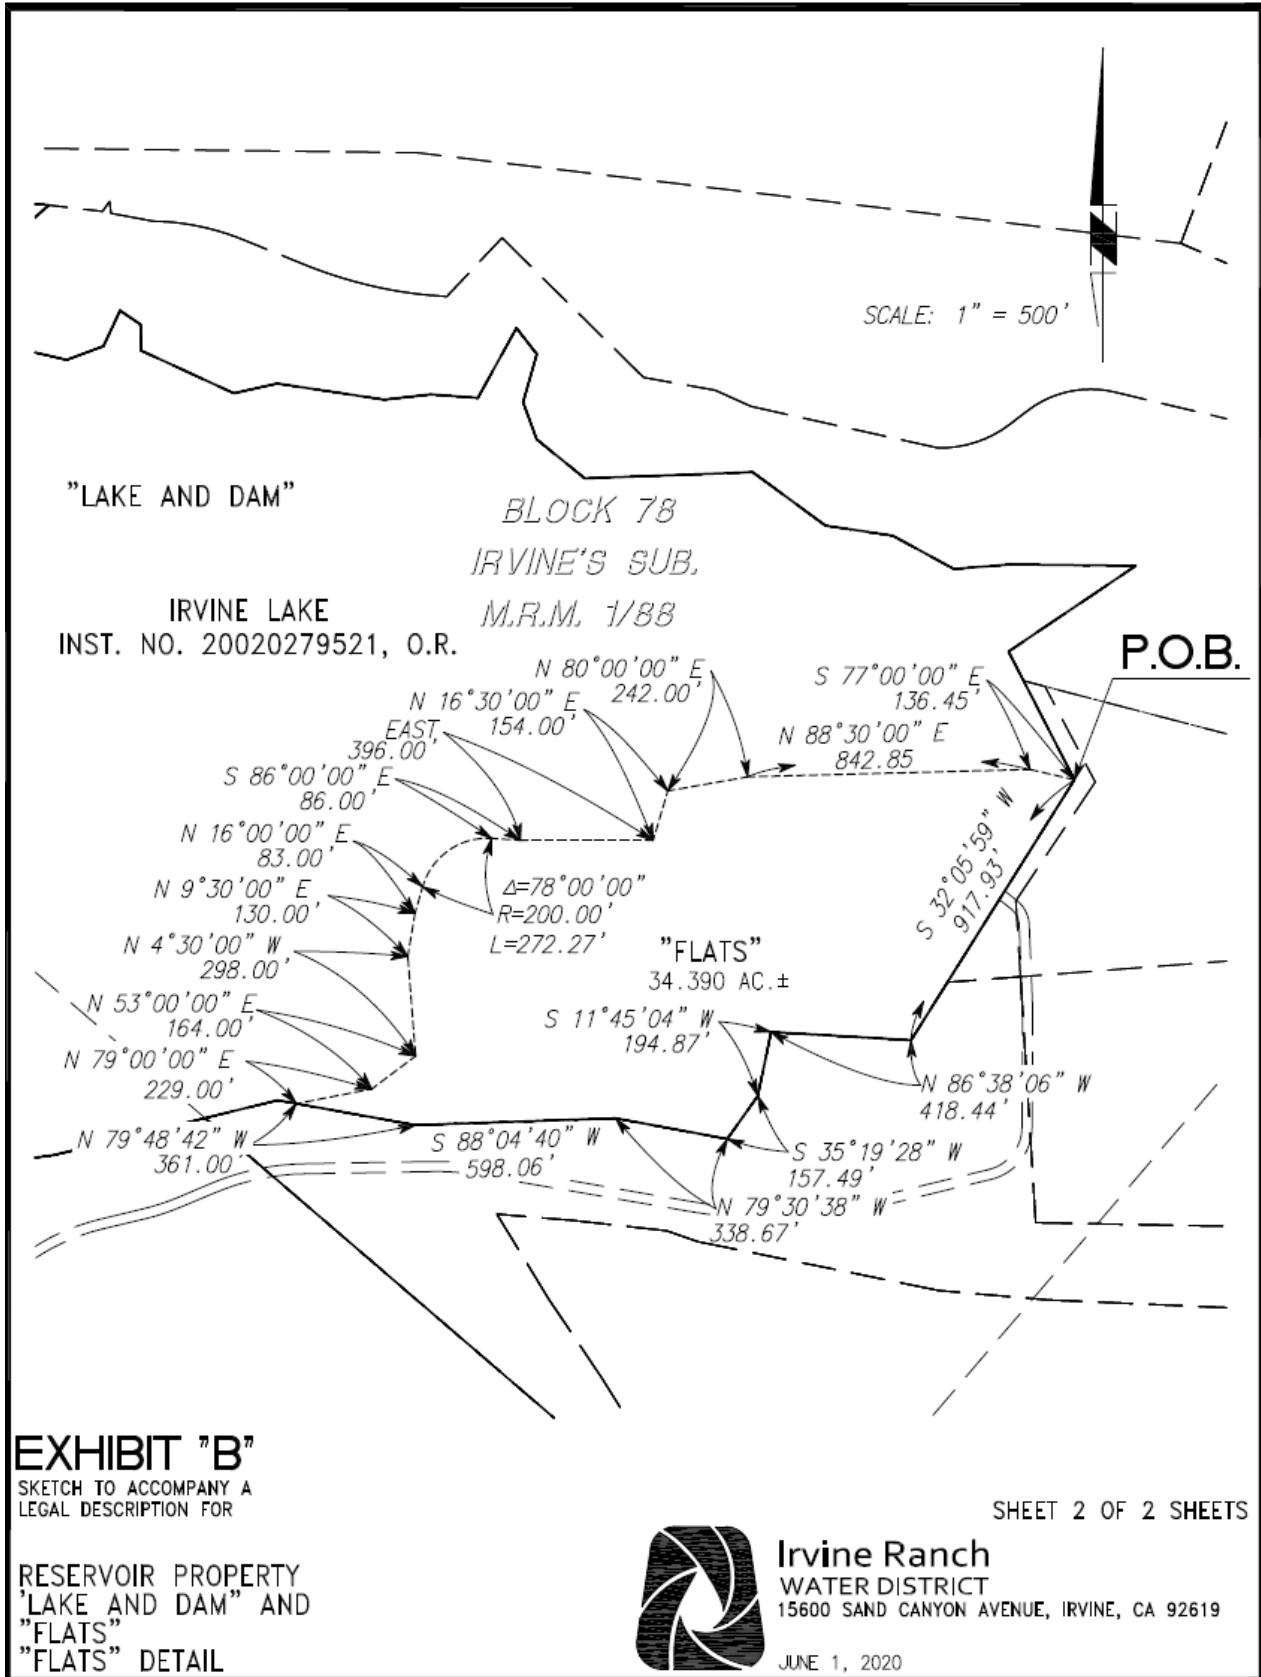 SCALE: 1" = 500'
"LAKE AND DAM"
BLOCK 78
IRVINE'S SUB.
M.R.M. 1/88
IRVINE LAKE
INST. NO. 20020279521, O.R.
P.O.B.
N 80°00'00" E
242.00'
S 77°00'00" E
136.45'
N 16°30'00" E
154.00'
N 88°30'00" E
842.85
EAST
396.00'
S 86°00'00" E
86.00'
N 16°00'00" E
83.00'
N 9°30'00" E
130.00'
N 4°30'00" W
298.00'
N 53°00'00" E
164.00'
N 79°00'00" E
229.00'
N 79°48'42" W
361.00'
Δ=78°00'00"
R=200.00'
L=272.27'
S 32°05'59" W
917.93'
"FLATS"
34.390 AC.±
S 11°45'04" W
194.87'
N 86°38'06" W
418.44'
S 88°04'40" W
598.06'
S 35°19'28" W
157.49'
N 79°30'38" W
338.67'
EXHIBIT "B"
SKETCH TO ACCOMPANY A
LEGAL DESCRIPTION FOR
RESERVOIR PROPERTY
'LAKE AND DAM" AND
"FLATS"
"FLATS" DETAIL
SHEET 2 OF 2 SHEETS
Irvine Ranch
WATER DISTRICT
15600 SAND CANYON AVENUE, IRVINE, CA 92619
JUNE 1, 2020